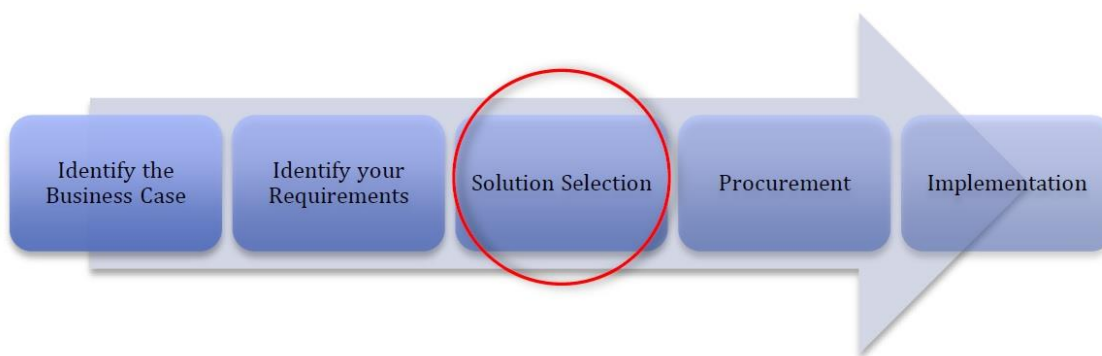 Identify the
Business Case
Identify your
Requirements
Solution Selection
Procurement
Implementation